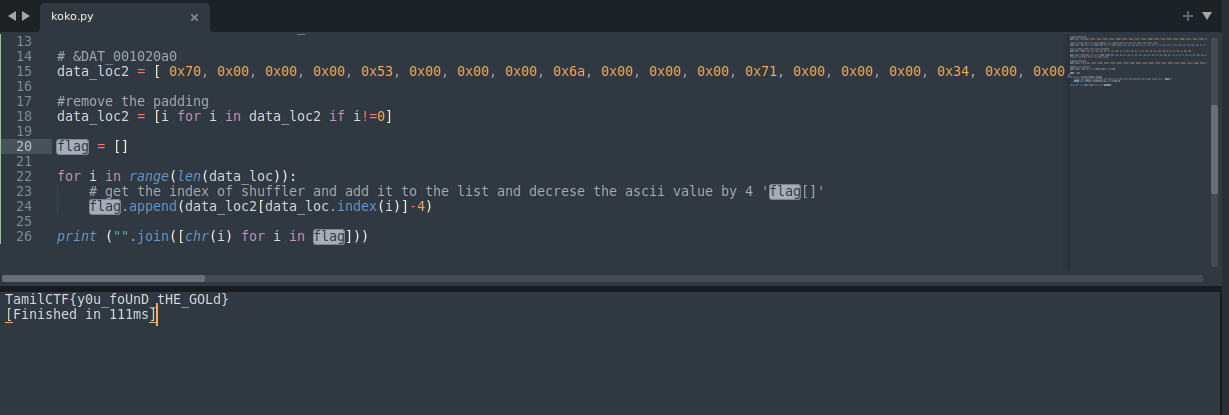 koko.py
13
14 # &DAT_001020a0
15 data_loc2 = [ 0x70, 0x00, 0x00, 0x00, 0x53, 0x00, 0x00, 0x00, 0x6a, 0x00, 0x00, 0x00, 0x71, 0x00, 0x00, 0x00, 0x34, 0x00, 0x00
16
17 #remove the padding
18 data_loc2 = [i for i in data_loc2 if i!=0]
19
20 flag = []
21
22 for i in range(len(data_loc)):
23     # get the index of shuffler and add it to the list and decrese the ascii value by 4 'flag[]'
24     flag.append(data_loc2[data_loc.index(i)]-4)
25
26 print ("".join([chr(i) for i in flag]))
TamilCTF{y0u_foUnD_tHE_GOLd}
[Finished in 111ms]